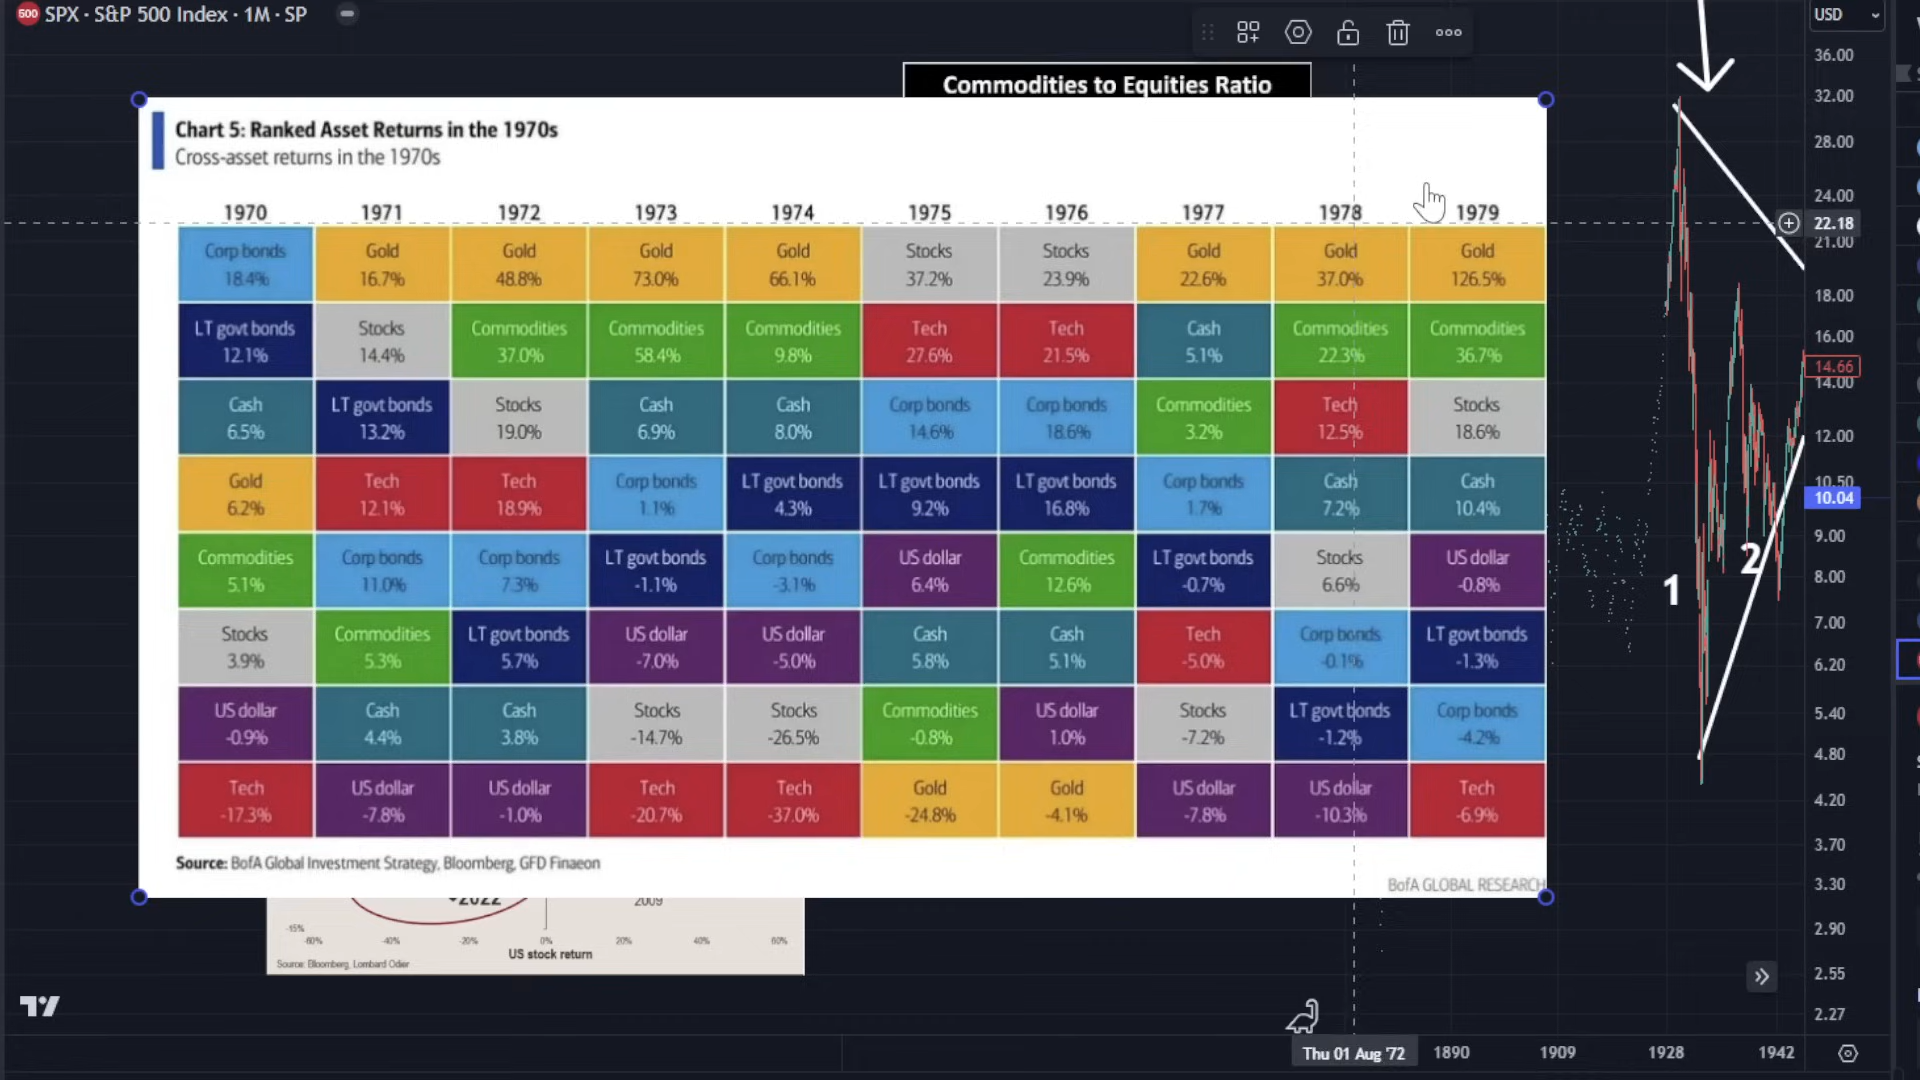 500 SPX · S&P 500 Index · 1M · SP
USD
Commodities to Equities Ratio
Chart 5: Ranked Asset Returns in the 1970s
Cross-asset returns in the 1970s
1970 1971 1972 1973 1974 1975 1976 1977 1978 1979
Corp bonds Gold Gold Gold Gold Stocks Stocks Gold Gold Gold
18.4% 16.7% 48.8% 73.0% 66.1% 37.2% 23.9% 22.6% 37.0% 126.5%
LT govt bonds Stocks Commodities Commodities Commodities Tech Tech Cash Commodities Commodities
12.1% 14.4% 37.0% 58.4% 9.8% 27.6% 21.5% 5.1% 22.3% 36.7%
Cash LT govt bonds Stocks Cash Cash Corp bonds Corp bonds Commodities Tech Stocks
6.5% 13.2% 19.0% 6.9% 8.0% 14.6% 18.6% 3.2% 12.5% 18.6%
Gold Tech Tech Corp bonds LT govt bonds LT govt bonds LT govt bonds Corp bonds Cash Cash
6.2% 12.1% 18.9% 1.1% 4.3% 9.2% 16.8% 1.7% 7.2% 10.4%
Commodities Corp bonds Corp bonds LT govt bonds Corp bonds US dollar Commodities LT govt bonds Stocks US dollar
5.1% 11.0% 7.3% -1.1% -3.1% 6.4% 12.6% -0.7% 6.6% -0.8%
Stocks Commodities LT govt bonds US dollar US dollar Cash Cash Tech Corp bonds LT govt bonds
3.9% 5.3% 5.7% -7.0% -5.0% 5.8% 5.1% -5.0% -0.1% -1.3%
US dollar Cash Cash Stocks Stocks Commodities US dollar Stocks LT govt bonds Corp bonds
-0.9% 4.4% 3.8% -14.7% -26.5% -0.8% 1.0% -7.2% -1.2% -4.2%
Tech US dollar US dollar Tech Tech Gold Gold US dollar US dollar Tech
-17.3% -7.8% -1.0% -20.7% -37.0% -24.8% -4.1% -7.8% -10.3% -6.9%
Source: BofA Global Investment Strategy, Bloomberg, GFD Finaeon
BofA GLOBAL RESEARCH
2022
2009
-15%
-60% -40% -20% 0% 20% 40% 60%
US stock return
Source: Bloomberg, Lombard Odier
1
2
36.00
32.00
28.00
24.00
22.18
21.00
18.00
16.00
14.66
14.00
12.00
10.50
10.04
9.00
8.00
7.00
6.20
5.40
4.80
4.20
3.70
3.30
2.90
2.55
2.27
Thu 01 Aug '72 1890 1909 1928 1942